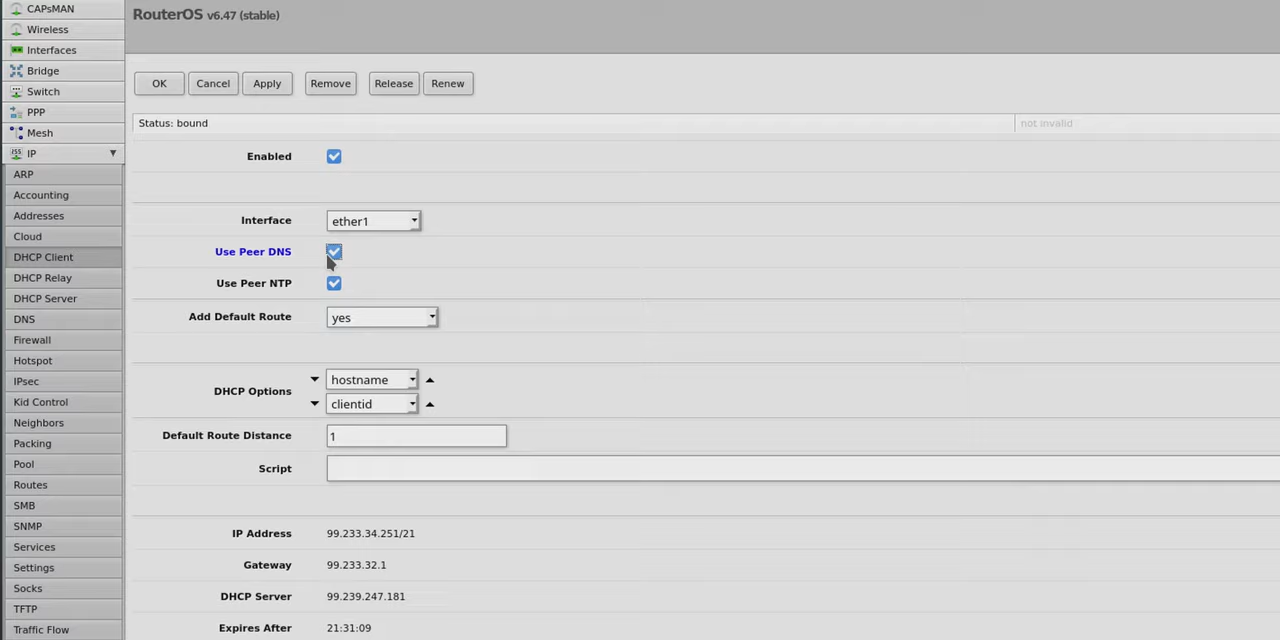 CAPsMAN
Wireless
Interfaces
Bridge
Switch
PPP
Mesh
IP
ARP
Accounting
Addresses
Cloud
DHCP Client
DHCP Relay
DHCP Server
DNS
Firewall
Hotspot
IPsec
Kid Control
Neighbors
Packing
Pool
Routes
SMB
SNMP
Services
Settings
Socks
TFTP
Traffic Flow
RouterOS v6.47 (stable)
OK Cancel Apply Remove Release Renew
Status: bound not invalid
Enabled
Interface ether1
Use Peer DNS
Use Peer NTP
Add Default Route yes
DHCP Options hostname
clientid
Default Route Distance 1
Script
IP Address 99.233.34.251/21
Gateway 99.233.32.1
DHCP Server 99.239.247.181
Expires After 21:31:09